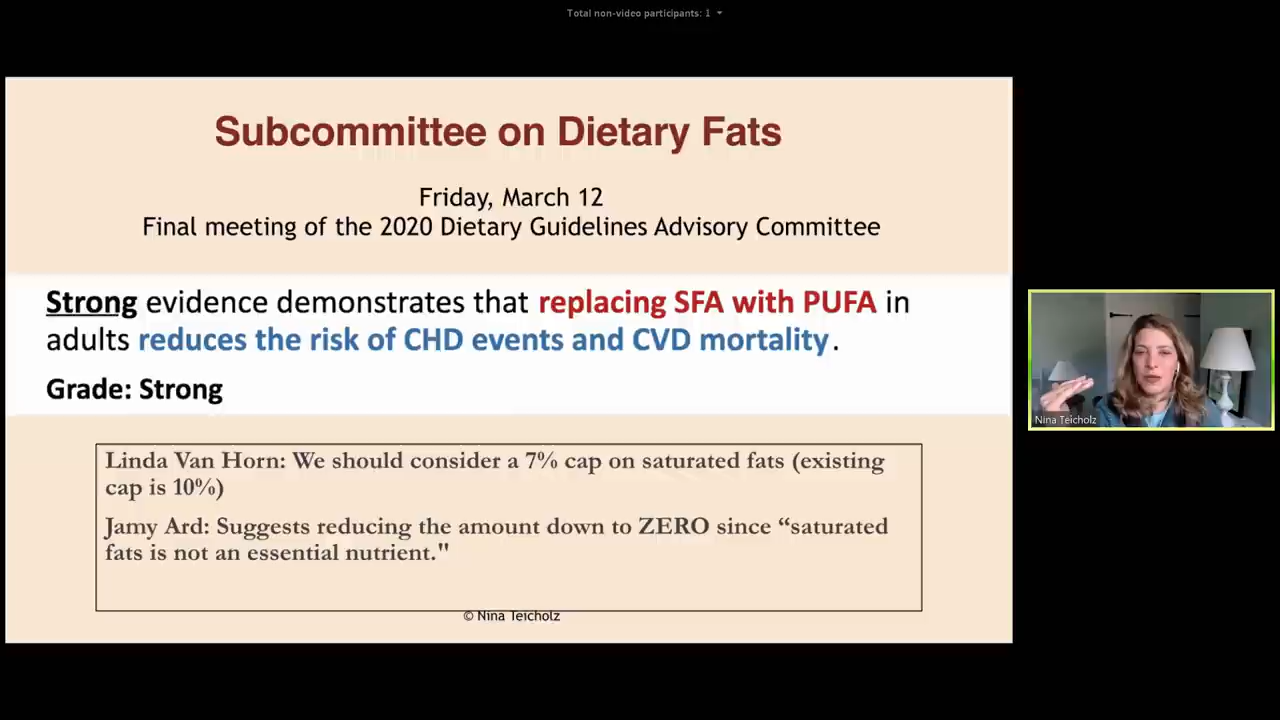 Total non-video participants: 1
Subcommittee on Dietary Fats
Friday, March 12
Final meeting of the 2020 Dietary Guidelines Advisory Committee
Strong evidence demonstrates that replacing SFA with PUFA in
adults reduces the risk of CHD events and CVD mortality.
Grade: Strong
Linda Van Horn: We should consider a 7% cap on saturated fats (existing
cap is 10%)
Jamy Ard: Suggests reducing the amount down to ZERO since “saturated
fats is not an essential nutrient."
© Nina Teicholz
Nina Teicholz